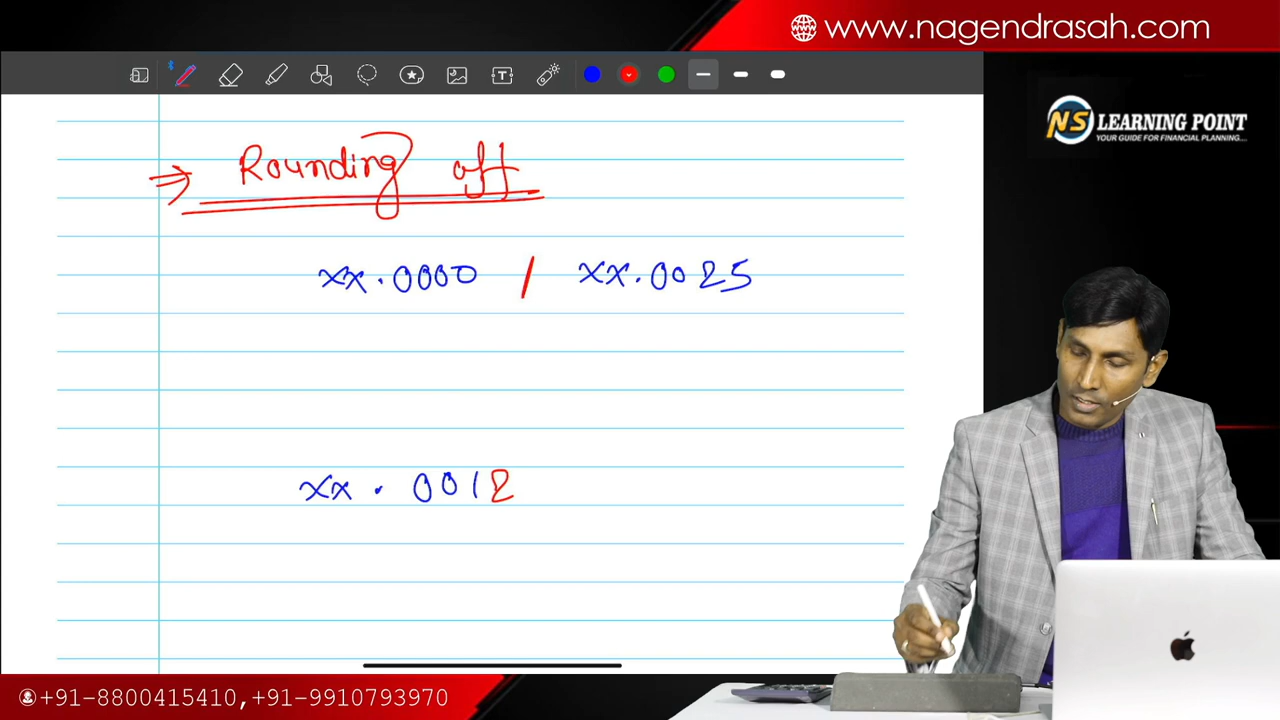 www.nagendrasah.com
NS LEARNING POINT
YOUR GUIDE FOR FINANCIAL PLANNING....
⇒ Rounding off
xx.0000 / xx.0025
xx.0012
+91-8800415410,+91-9910793970